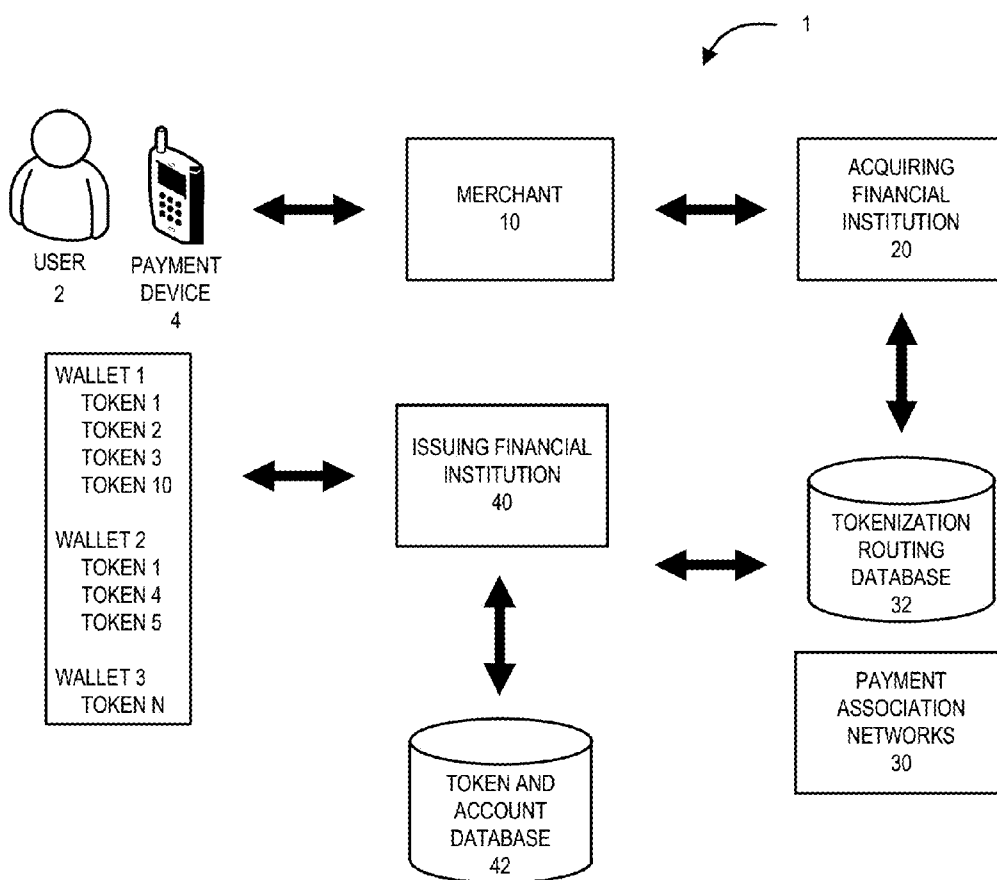 1
USER
2
PAYMENT
DEVICE
4
MERCHANT
10
ACQUIRING
FINANCIAL
INSTITUTION
20
WALLET 1
TOKEN 1
TOKEN 2
TOKEN 3
TOKEN 10
WALLET 2
TOKEN 1
TOKEN 4
TOKEN 5
WALLET 3
TOKEN N
ISSUING FINANCIAL
INSTITUTION
40
TOKENIZATION
ROUTING
DATABASE
32
PAYMENT
ASSOCIATION
NETWORKS
30
TOKEN AND
ACCOUNT
DATABASE
42